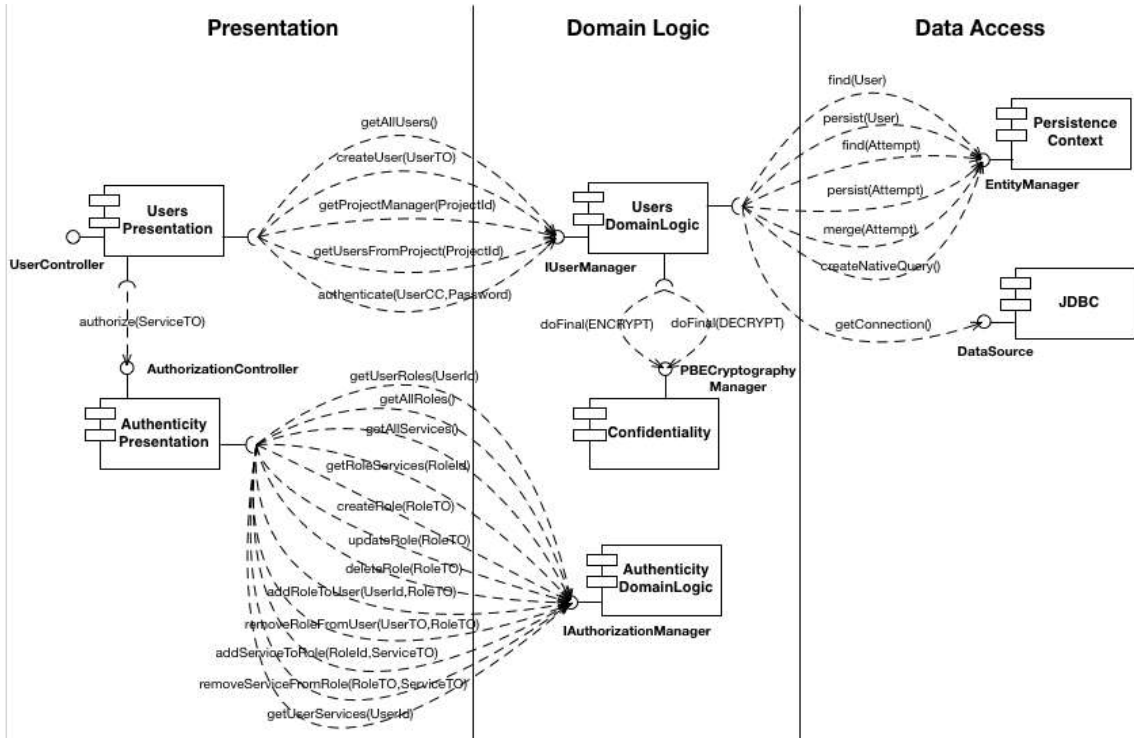 Presentation
Domain Logic
Data Access
find(User)
getAllUsers()
persist(User)
Persistence
Context
createUser(UserTO)
find(Attempt)
EntityManager
Users
Presentation
getProjectManager(ProjectId)
Users
DomainLogic
persist(Attempt)
merge(Attempt)
getUsersFromProject(ProjectId)
UserController
IUserManager
createNativeQuery()
authenticate(UserCC,Password)
JDBC
authorize(ServiceTO)
doFinal(ENCRYPT)
doFinal(DECRYPT)
getConnection()
DataSource
AuthorizationController
PBECryptography
Manager
getUserRoles(UserId)
getAllRoles()
Authenticity
Presentation
getAllServices()
Confidentiality
getRoleServices(RoleId)
createRole(RoleTO)
updateRole(RoleTO)
deleteRole(RoleTO)
Authenticity
DomainLogic
addRoleToUser(UserId,RoleTO)
removeRoleFromUser(UserTO,RoleTO)
IAuthorizationManager
addServiceToRole(RoleId,ServiceTO)
removeServiceFromRole(RoleTO,ServiceTO)
getUserServices(UserId)